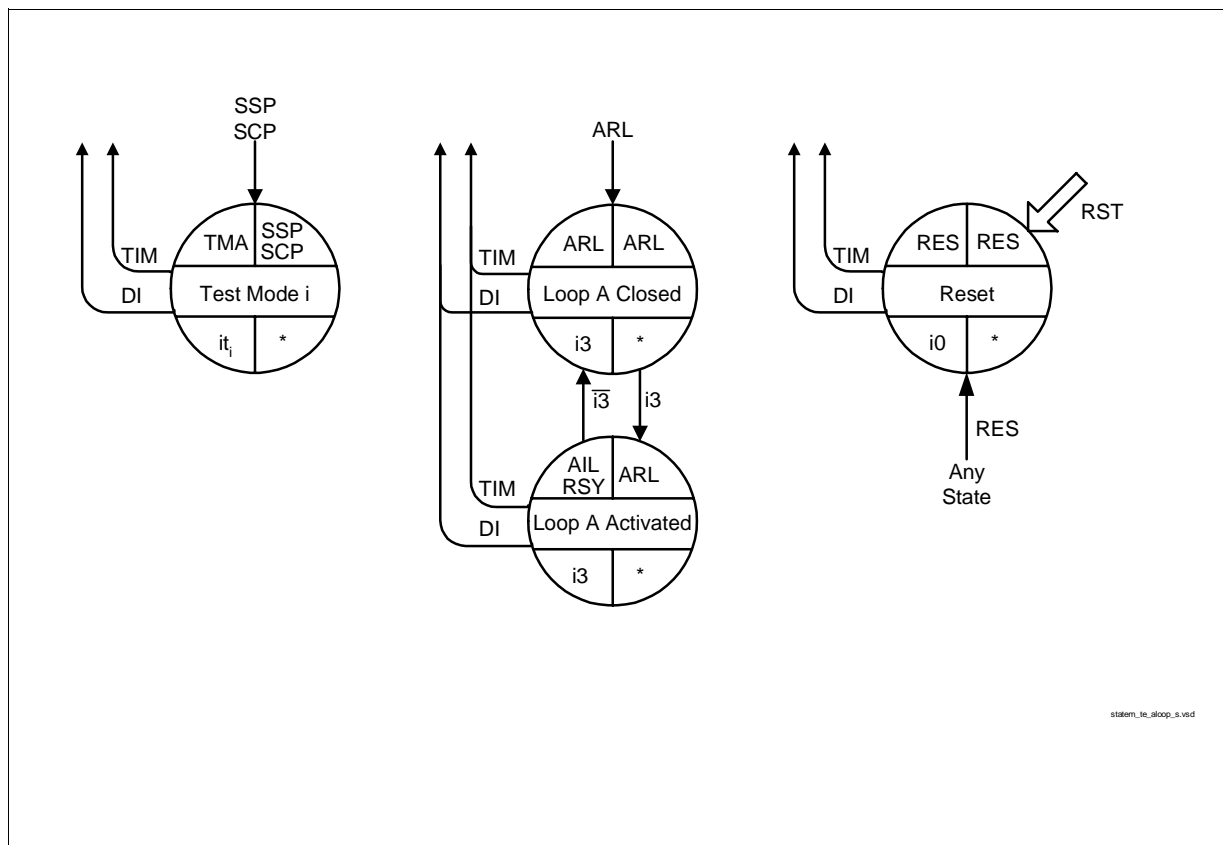 SSP
SCP
TIM
DI
TMA
SSP
SCP
Test Mode i
iti
*
ARL
TIM
DI
ARL
ARL
Loop A Closed
i3
*
i3
i3
TIM
DI
AIL
RSY
ARL
Loop A Activated
i3
*
TIM
DI
RES
RES
RST
Reset
i0
*
RES
Any
State
statem_te_aloop_s.vsd